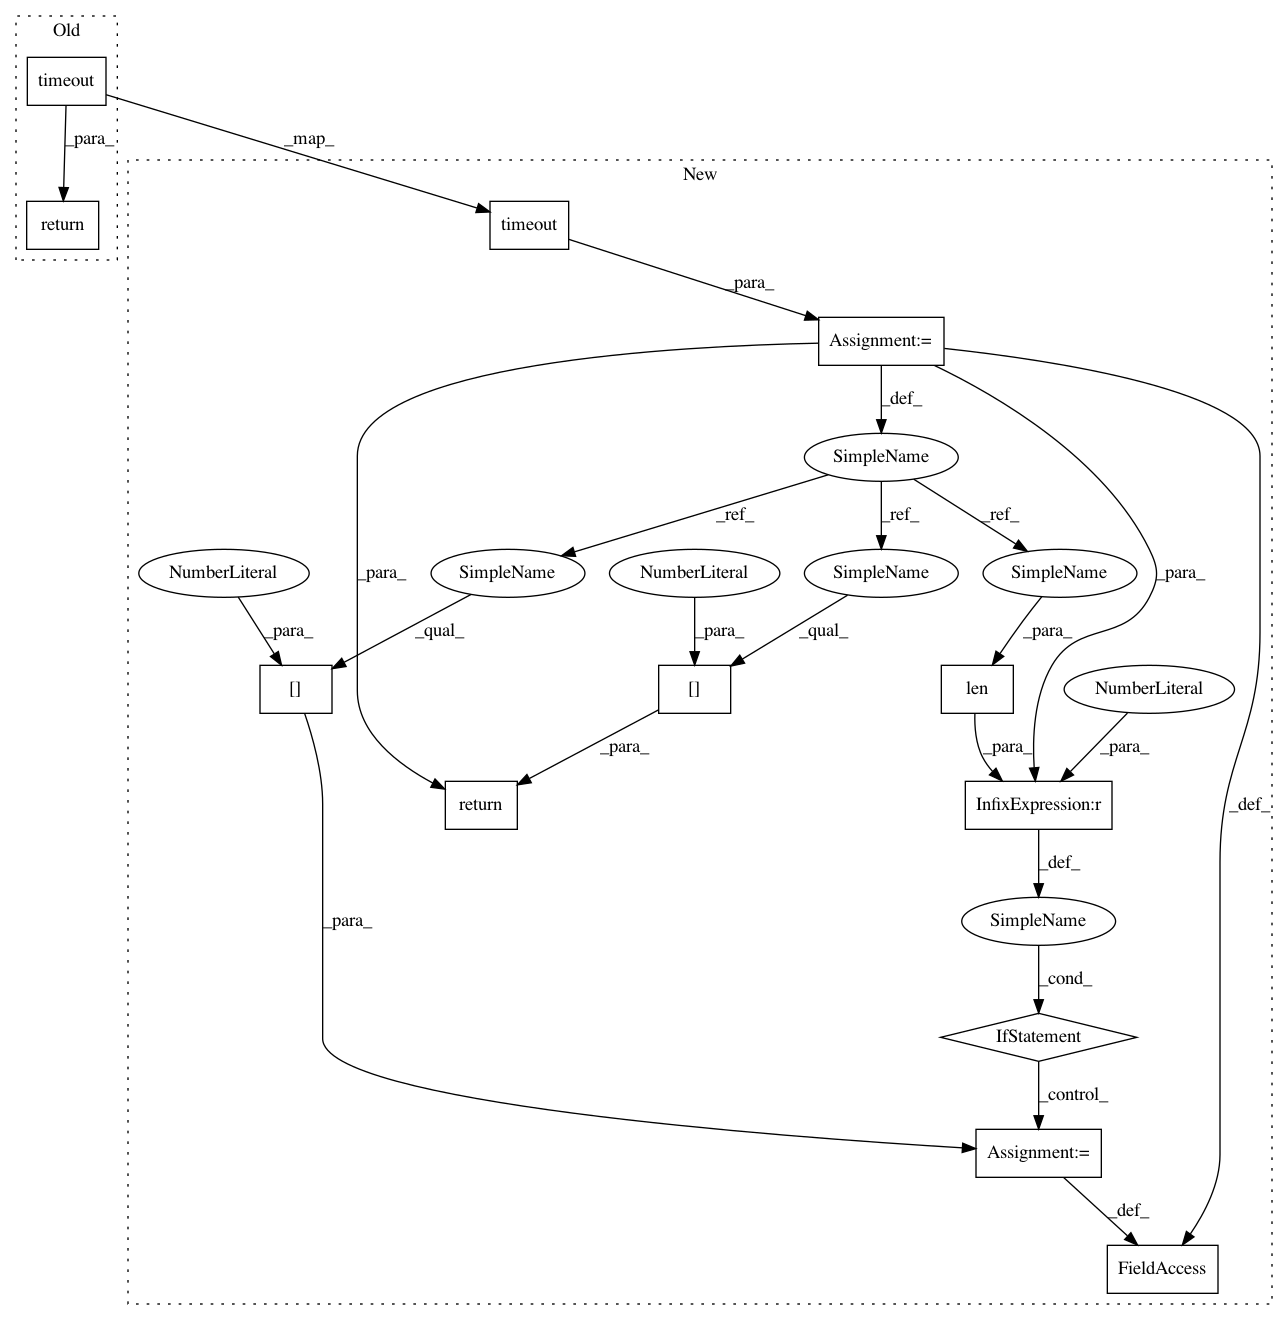 Old
timeout
_para_
_map_
return
New
timeout
_para_
Assignment:=
_def_
SimpleName
_ref_
_ref_
_ref_
NumberLiteral
SimpleName
NumberLiteral
SimpleName
SimpleName
_para_
_para_
_para_
_qual_
_para_
_qual_
_para_
[]
[]
len
NumberLiteral
_para_
_para_
_para_
return
InfixExpression:r
_def_
_def_
SimpleName
_para_
_cond_
IfStatement
_control_
Assignment:=
_def_
FieldAccess